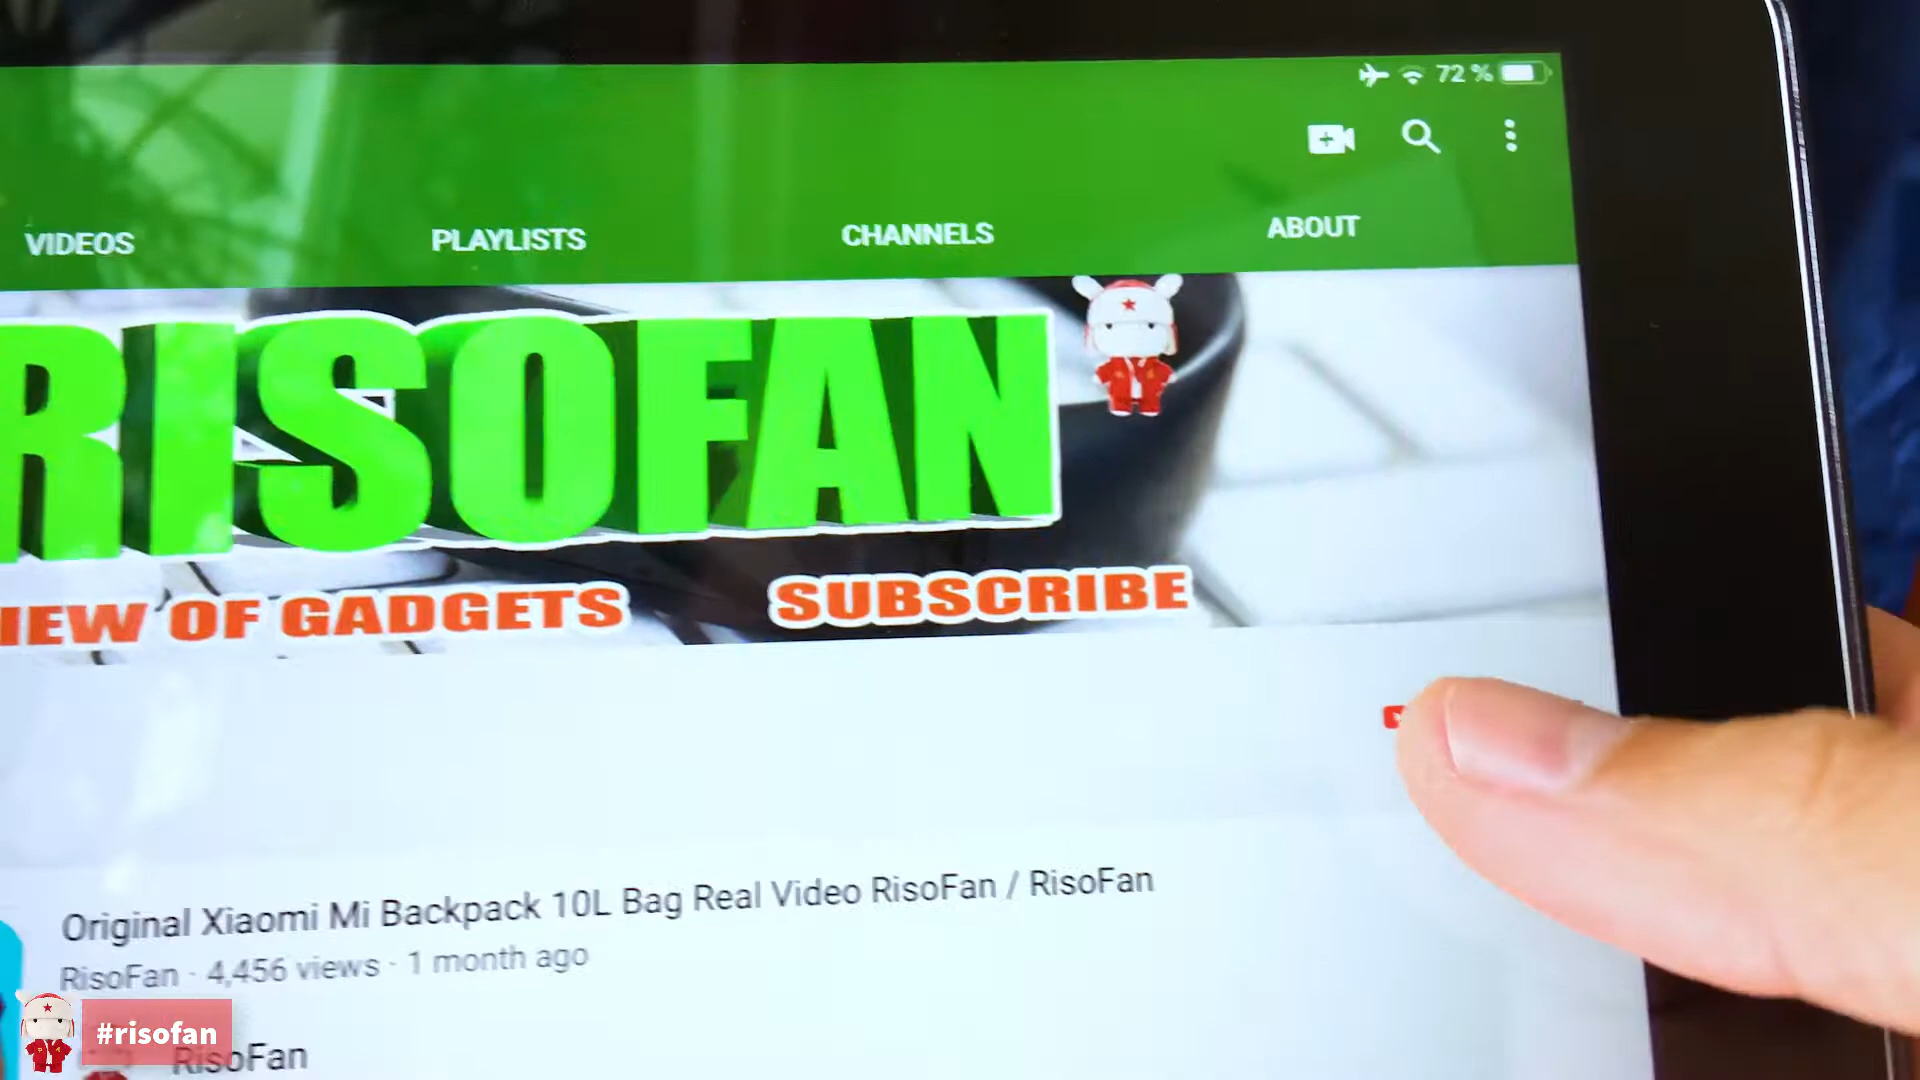 72 %
VIDEOS PLAYLISTS CHANNELS ABOUT
RISOFAN
IEW OF GADGETS SUBSCRIBE
Original Xiaomi Mi Backpack 10L Bag Real Video RisoFan / RisoFan
RisoFan · 4,456 views · 1 month ago
#risofan
RisoFan